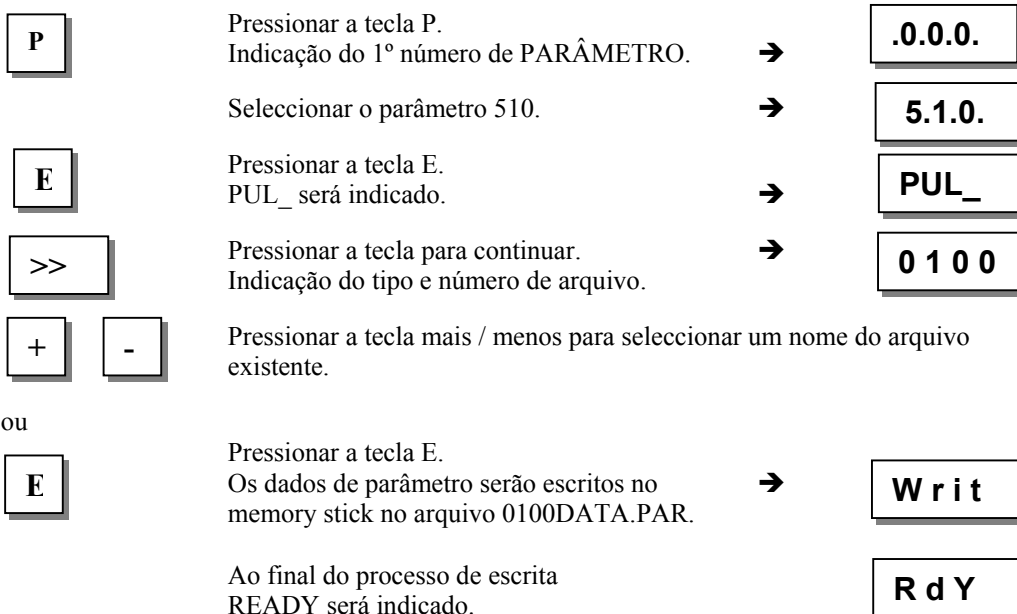 P
Pressionar a tecla P.
Indicação do 1º número de PARÂMETRO. ➔ .0.0.0.
Seleccionar o parâmetro 510. ➔ 5.1.0.
E
Pressionar a tecla E.
PUL_ será indicado. ➔ PUL_
>>
Pressionar a tecla para continuar. ➔ 0 1 0 0
Indicação do tipo e número de arquivo.
+ -
Pressionar a tecla mais / menos para seleccionar um nome do arquivo
existente.
ou
E
Pressionar a tecla E.
Os dados de parâmetro serão escritos no ➔ W r i t
memory stick no arquivo 0100DATA.PAR.
Ao final do processo de escrita R d Y
READY será indicado.